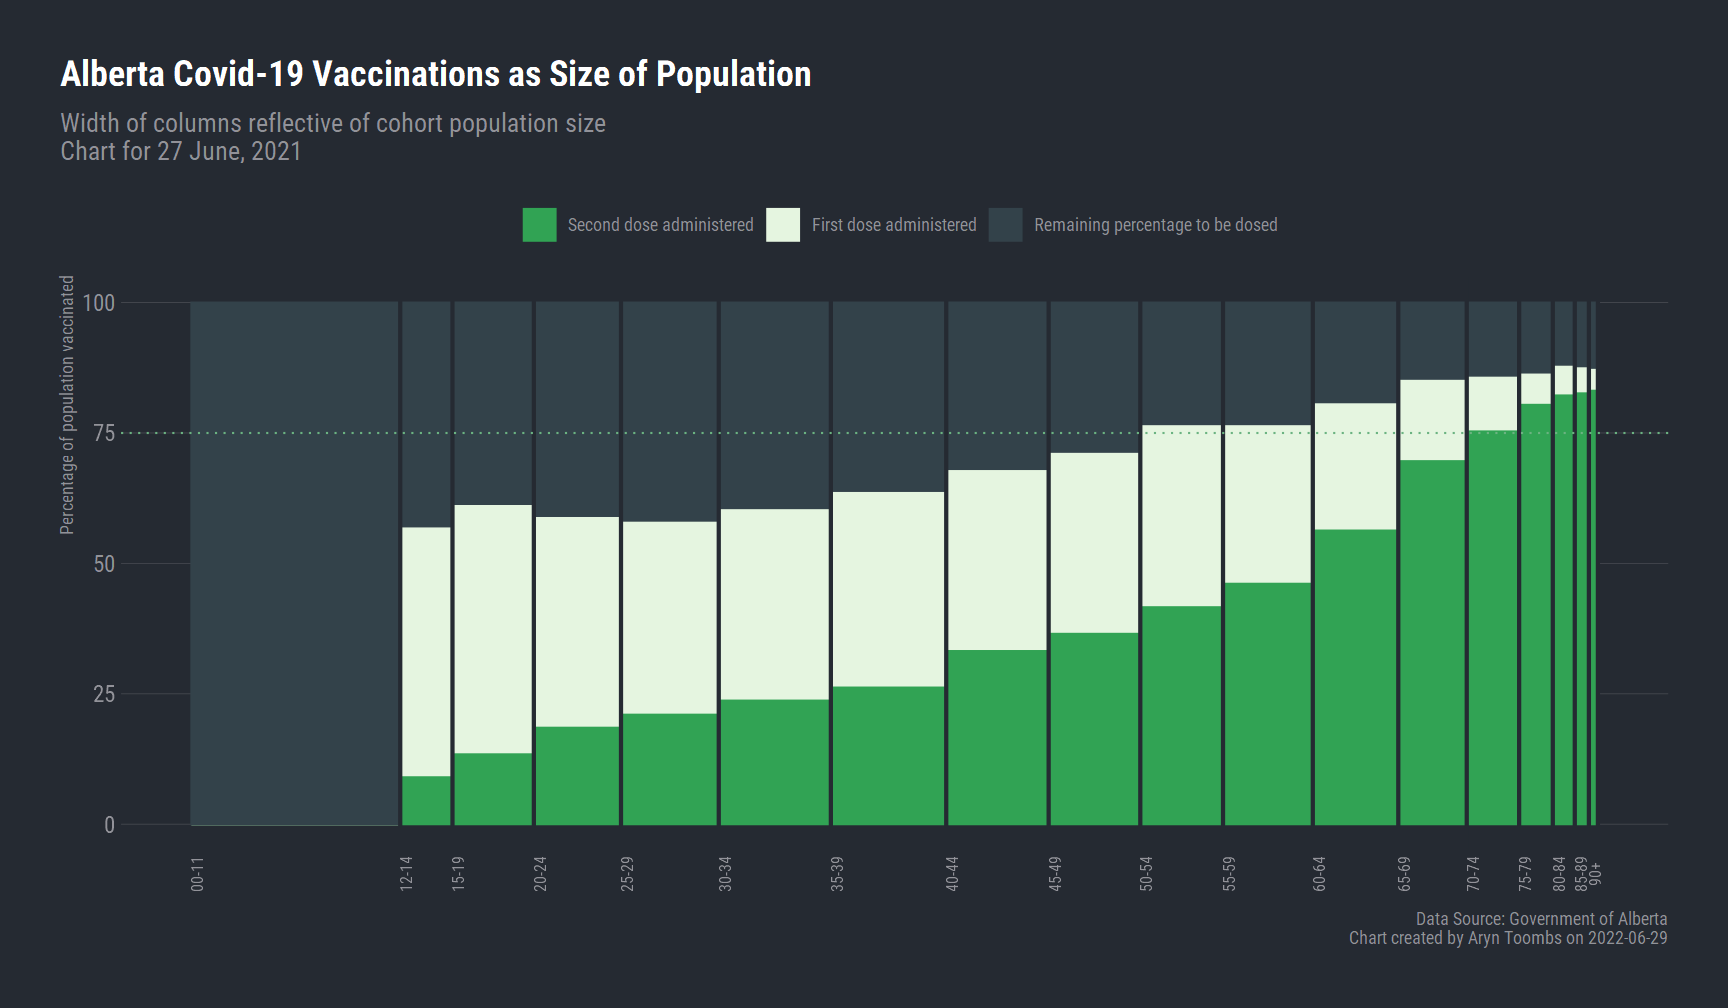 Alberta Covid-19 Vaccinations as Size of Population
Width of columns reflective of cohort population size
Chart for 27 June, 2021
Second dose administered
First dose administered
Remaining percentage to be dosed
Percentage of population vaccinated
100
75
50
25
0
00-11
12-14
15-19
20-24
25-29
30-34
35-39
40-44
45-49
50-54
55-59
60-64
65-69
70-74
75-79
80-84
85-89
90+
Data Source: Government of Alberta
Chart created by Aryn Toombs on 2022-06-29